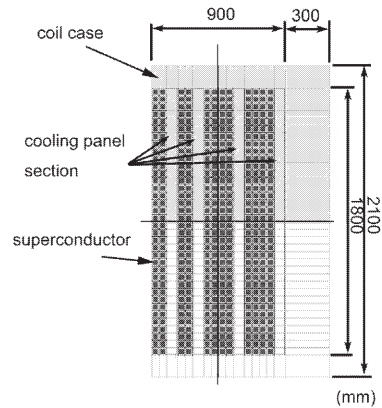 900
300
coil case
cooling panel
section
superconductor
1800
2100
(mm)